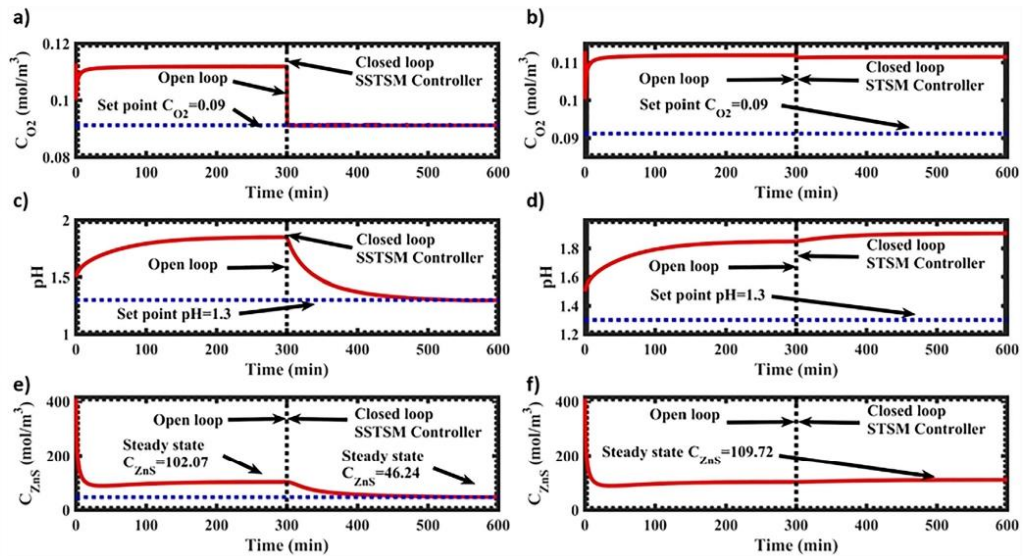 a)
0.12
0.1
0.08
C_O2 (mol/m³)
Open loop
Closed loop
SSTSM Controller
Set point C_O2=0.09
0 100 200 300 400 500 600
Time (min)
b)
0.11
0.1
0.09
C_O2 (mol/m³)
Open loop
Closed loop
STSM Controller
Set point C_O2=0.09
0 100 200 300 400 500 600
Time (min)
c)
2
1.5
1
pH
Open loop
Closed loop
SSTSM Controller
Set point pH=1.3
0 100 200 300 400 500 600
Time (min)
d)
1.8
1.6
1.4
1.2
pH
Open loop
Closed loop
STSM Controller
Set point pH=1.3
0 100 200 300 400 500 600
Time (min)
e)
400
200
0
C_ZnS (mol/m³)
Open loop
Closed loop
SSTSM Controller
Steady state
C_ZnS=102.07
Steady state
C_ZnS=46.24
0 100 200 300 400 500 600
Time (min)
f)
400
200
0
C_ZnS (mol/m³)
Open loop
Closed loop
STSM Controller
Steady state C_ZnS=109.72
0 100 200 300 400 500 600
Time (min)